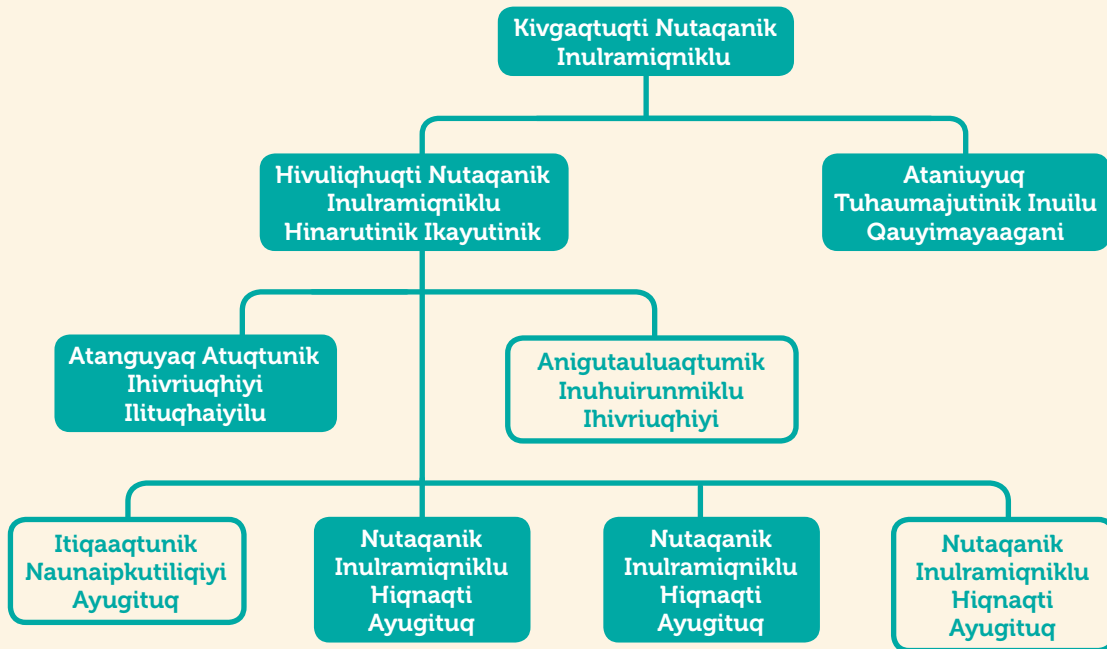 Kivgaqtuqti Nutaqanik
Inulramiqniklu
Hivuliqhuqti Nutaqanik
Inulramiqniklu
Hinarutinik Ikayutinik
Ataniuyuq
Tuhaumajutinik Inuilu
Qauyimayaagani
Atanguyaq Atuqtunik
Ihivriuqhiyi
Ilituqhaiyilu
Anigutauluaqtumik
Inuhuirunmiklu
Ihivriuqhiyi
Itiqaaqtunik
Naunaipkutiliqiyi
Ayugituq
Nutaqanik
Inulramiqniklu
Hiqnaqti
Ayugituq
Nutaqanik
Inulramiqniklu
Hiqnaqti
Ayugituq
Nutaqanik
Inulramiqniklu
Hiqnaqti
Ayugituq